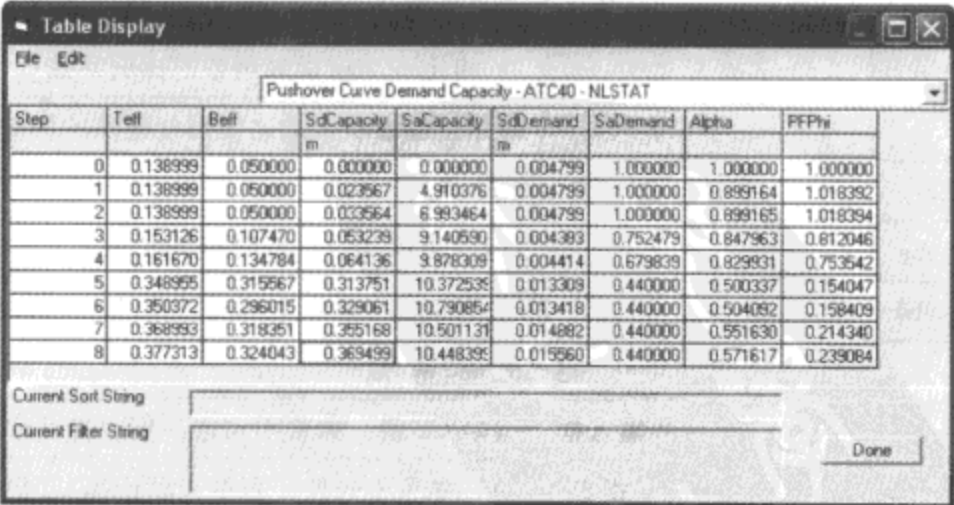 Table Display
File Edit
Pushover Curve Demand Capacity - ATC40 - NLSTAT
Step Teff Beff SdCapacity SaCapacity SdDemand SaDemand Alpha PFPhi
m m
0 0.138999 0.050000 0.000000 0.000000 0.004799 1.000000 1.000000 1.000000
1 0.138999 0.050000 0.023567 4.910376 0.004799 1.000000 0.899164 1.018392
2 0.138999 0.050000 0.033564 6.993464 0.004799 1.000000 0.899165 1.018394
3 0.153126 0.107470 0.053239 9.140590 0.004383 0.752479 0.847963 0.812046
4 0.161670 0.134784 0.064136 9.878309 0.004414 0.679839 0.829931 0.753542
5 0.348955 0.315567 0.313751 10.372539 0.013309 0.440000 0.500337 0.154047
6 0.350372 0.296015 0.329061 10.790854 0.013418 0.440000 0.504092 0.158409
7 0.368993 0.318351 0.355168 10.501131 0.014882 0.440000 0.551630 0.214340
8 0.377313 0.324043 0.369499 10.448399 0.015560 0.440000 0.571617 0.239084
Current Sort String
Current Filter String
Done